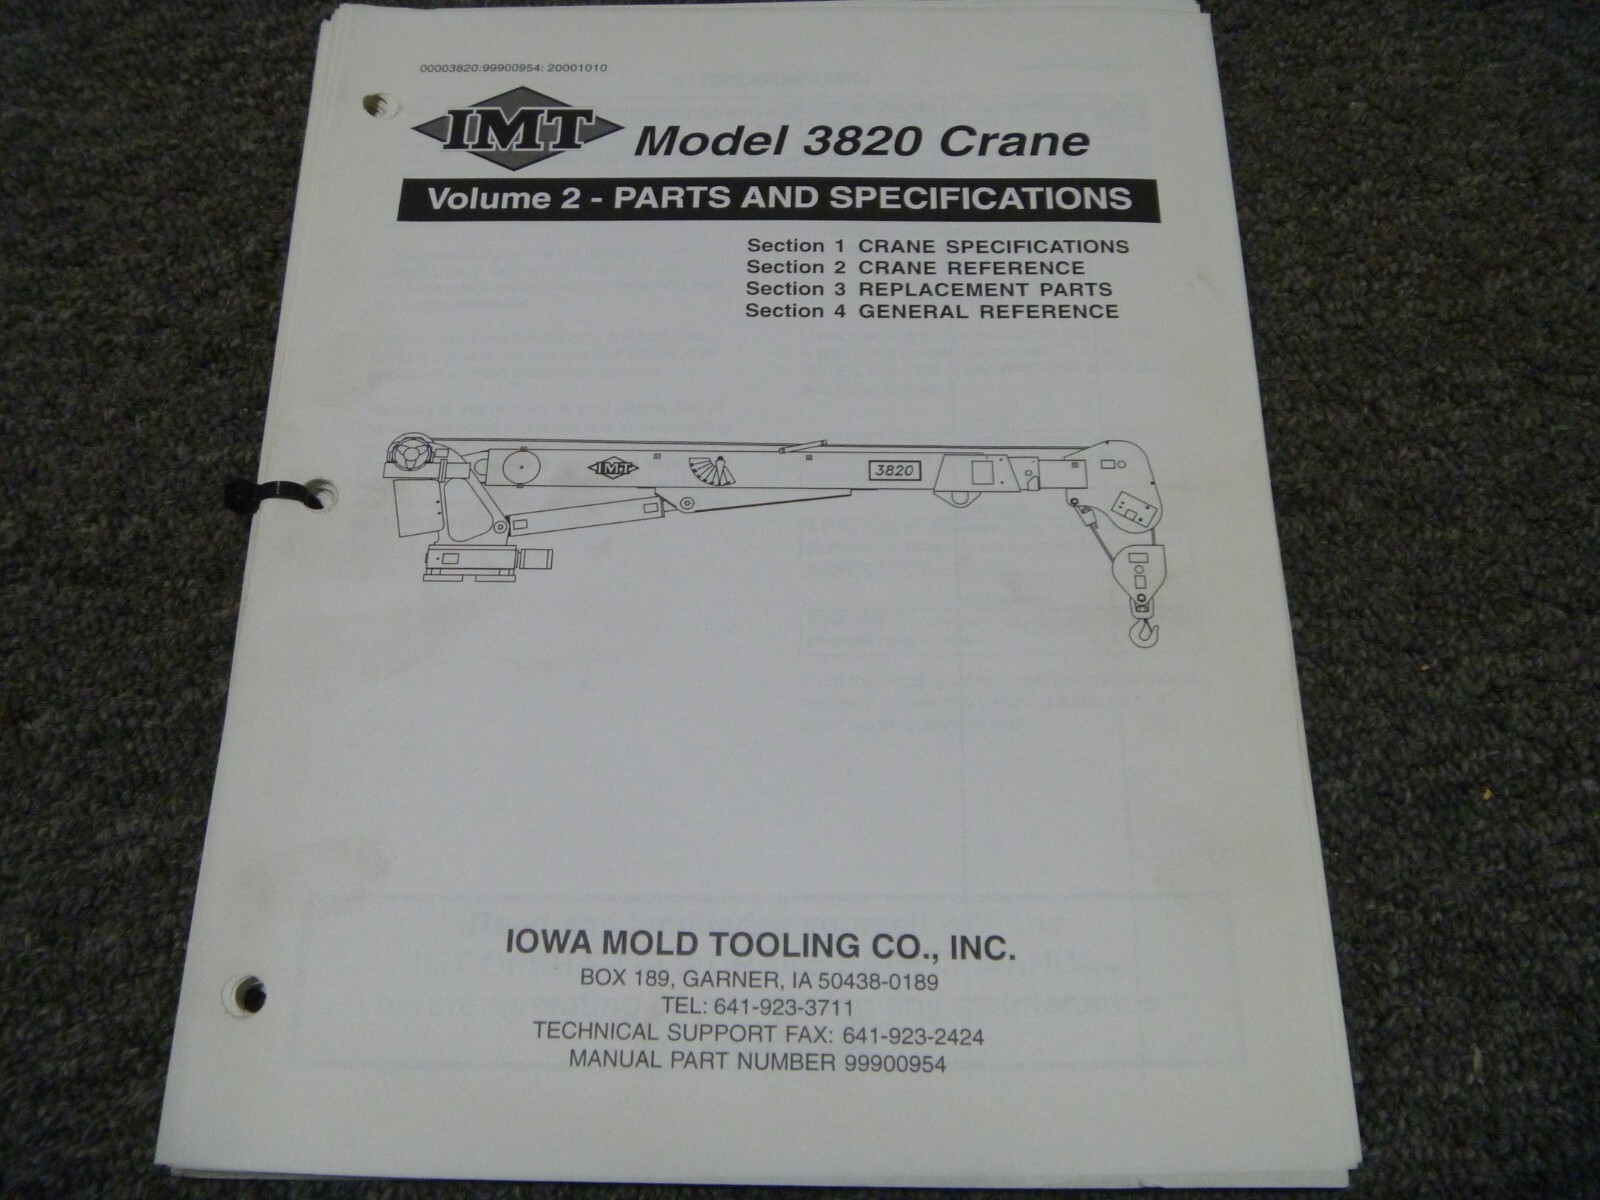 00003820:99900954: 20001010
IMT Model 3820 Crane
Volume 2 - PARTS AND SPECIFICATIONS
Section 1 CRANE SPECIFICATIONS
Section 2 CRANE REFERENCE
Section 3 REPLACEMENT PARTS
Section 4 GENERAL REFERENCE
IMT
3820
IOWA MOLD TOOLING CO., INC.
BOX 189, GARNER, IA 50438-0189
TEL: 641-923-3711
TECHNICAL SUPPORT FAX: 641-923-2424
MANUAL PART NUMBER 99900954